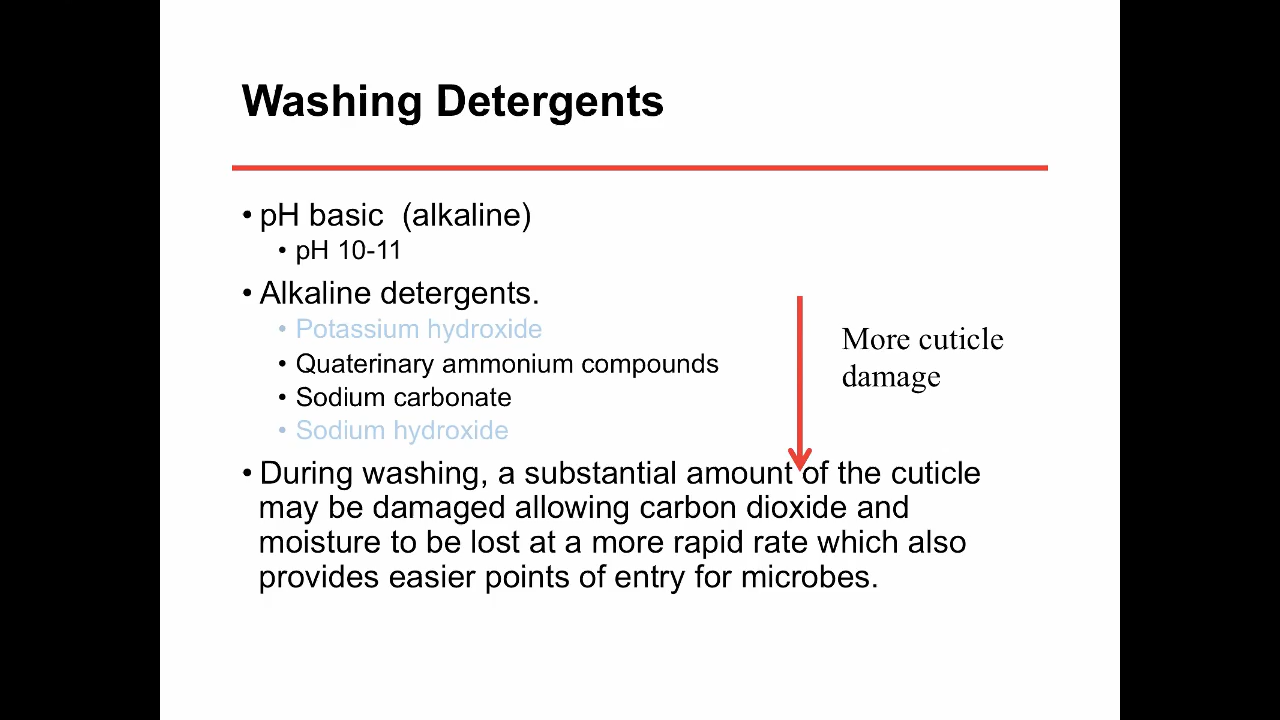 Washing Detergents
• pH basic  (alkaline)
• pH 10-11
• Alkaline detergents.
• Potassium hydroxide
• Quaterinary ammonium compounds
• Sodium carbonate
• Sodium hydroxide
More cuticle
damage
• During washing, a substantial amount of the cuticle
may be damaged allowing carbon dioxide and
moisture to be lost at a more rapid rate which also
provides easier points of entry for microbes.